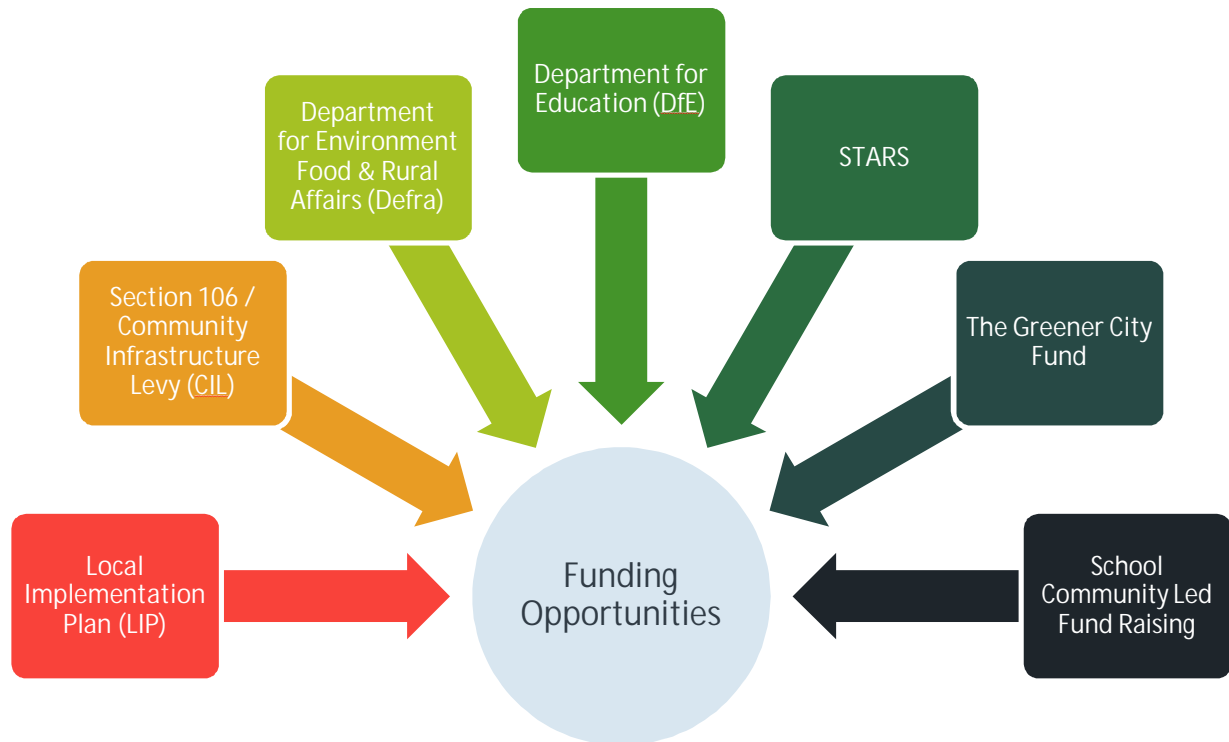 Department for
Education (DfE)
Department
for Environment
Food & Rural
Affairs (Defra)
STARS
Section 106 /
Community
Infrastructure
Levy (CIL)
The Greener City
Fund
Local
Implementation
Plan (LIP)
Funding
Opportunities
School
Community Led
Fund Raising